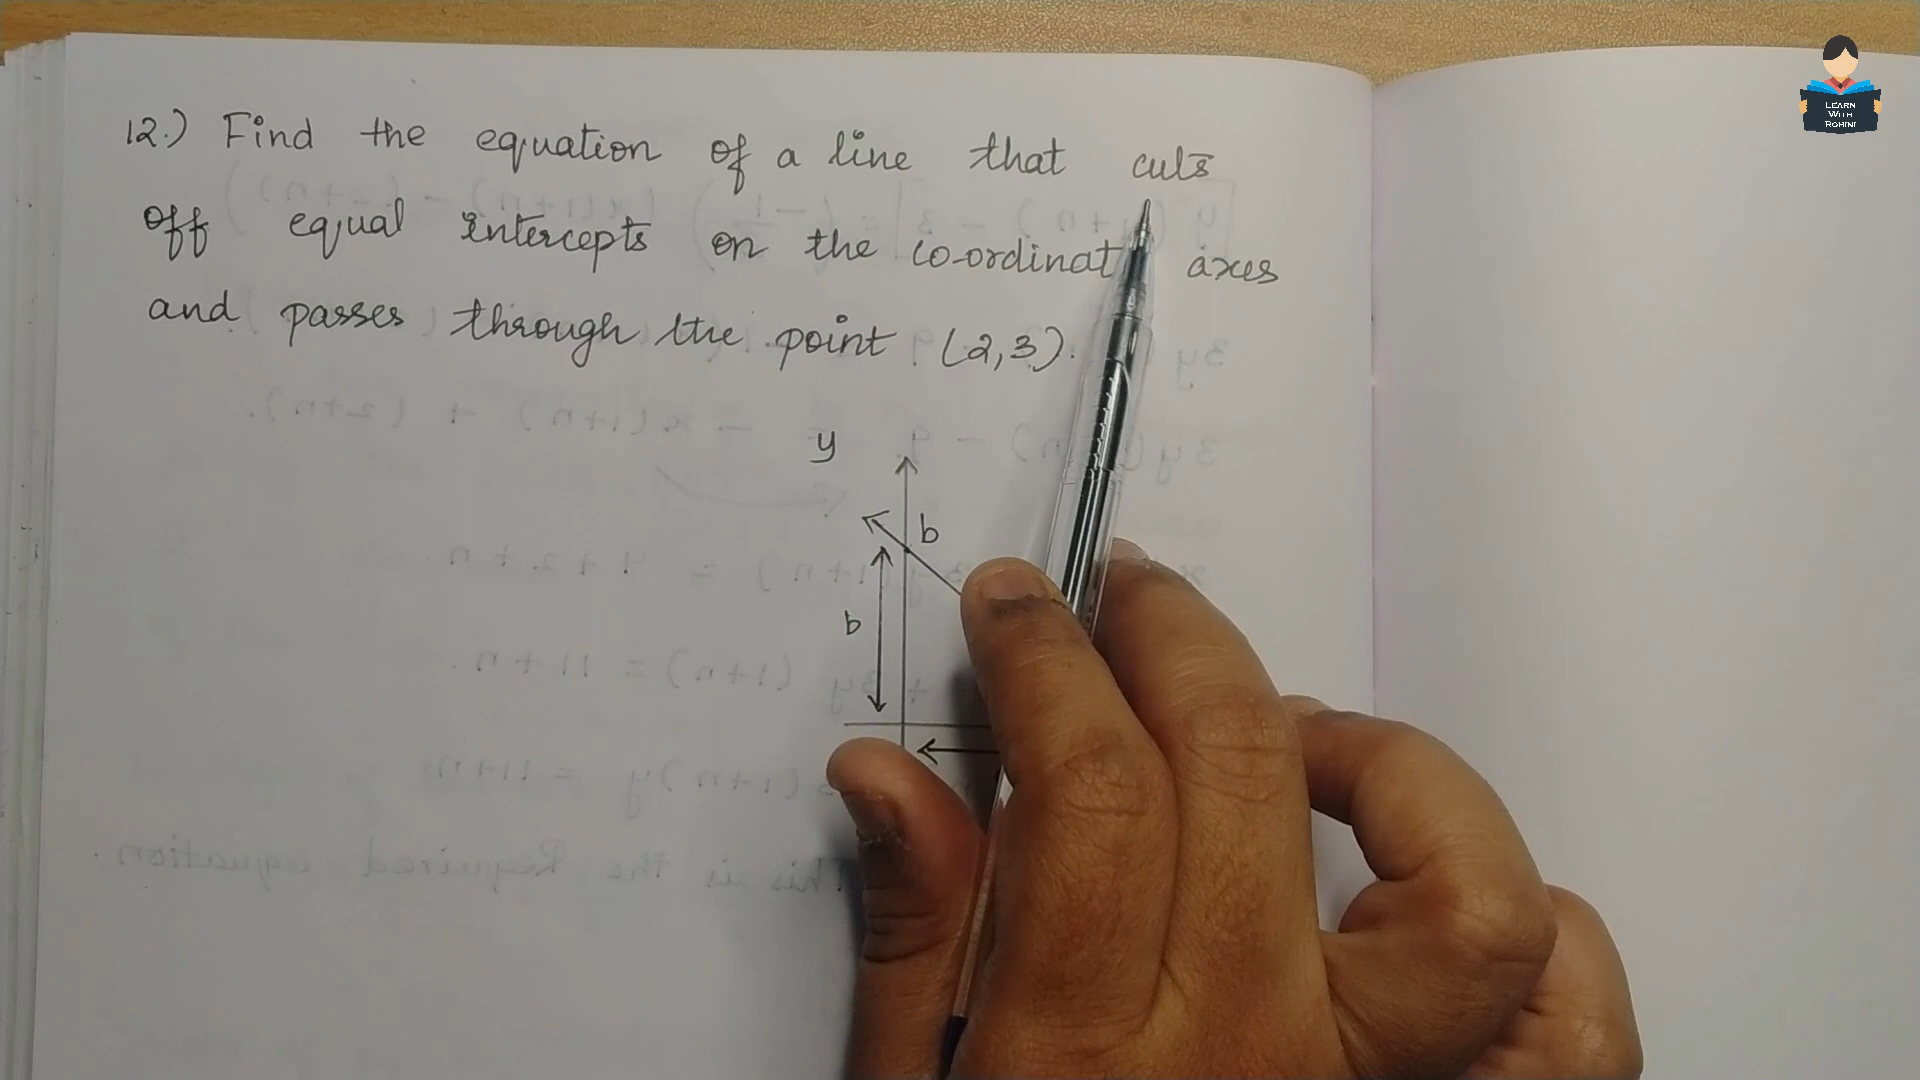 12.) Find the equation of a line that cuts
off equal intercepts on the co-ordinat axes
and passes through the point (2,3).
y
b
b
LEARN
WITH
ROHINI